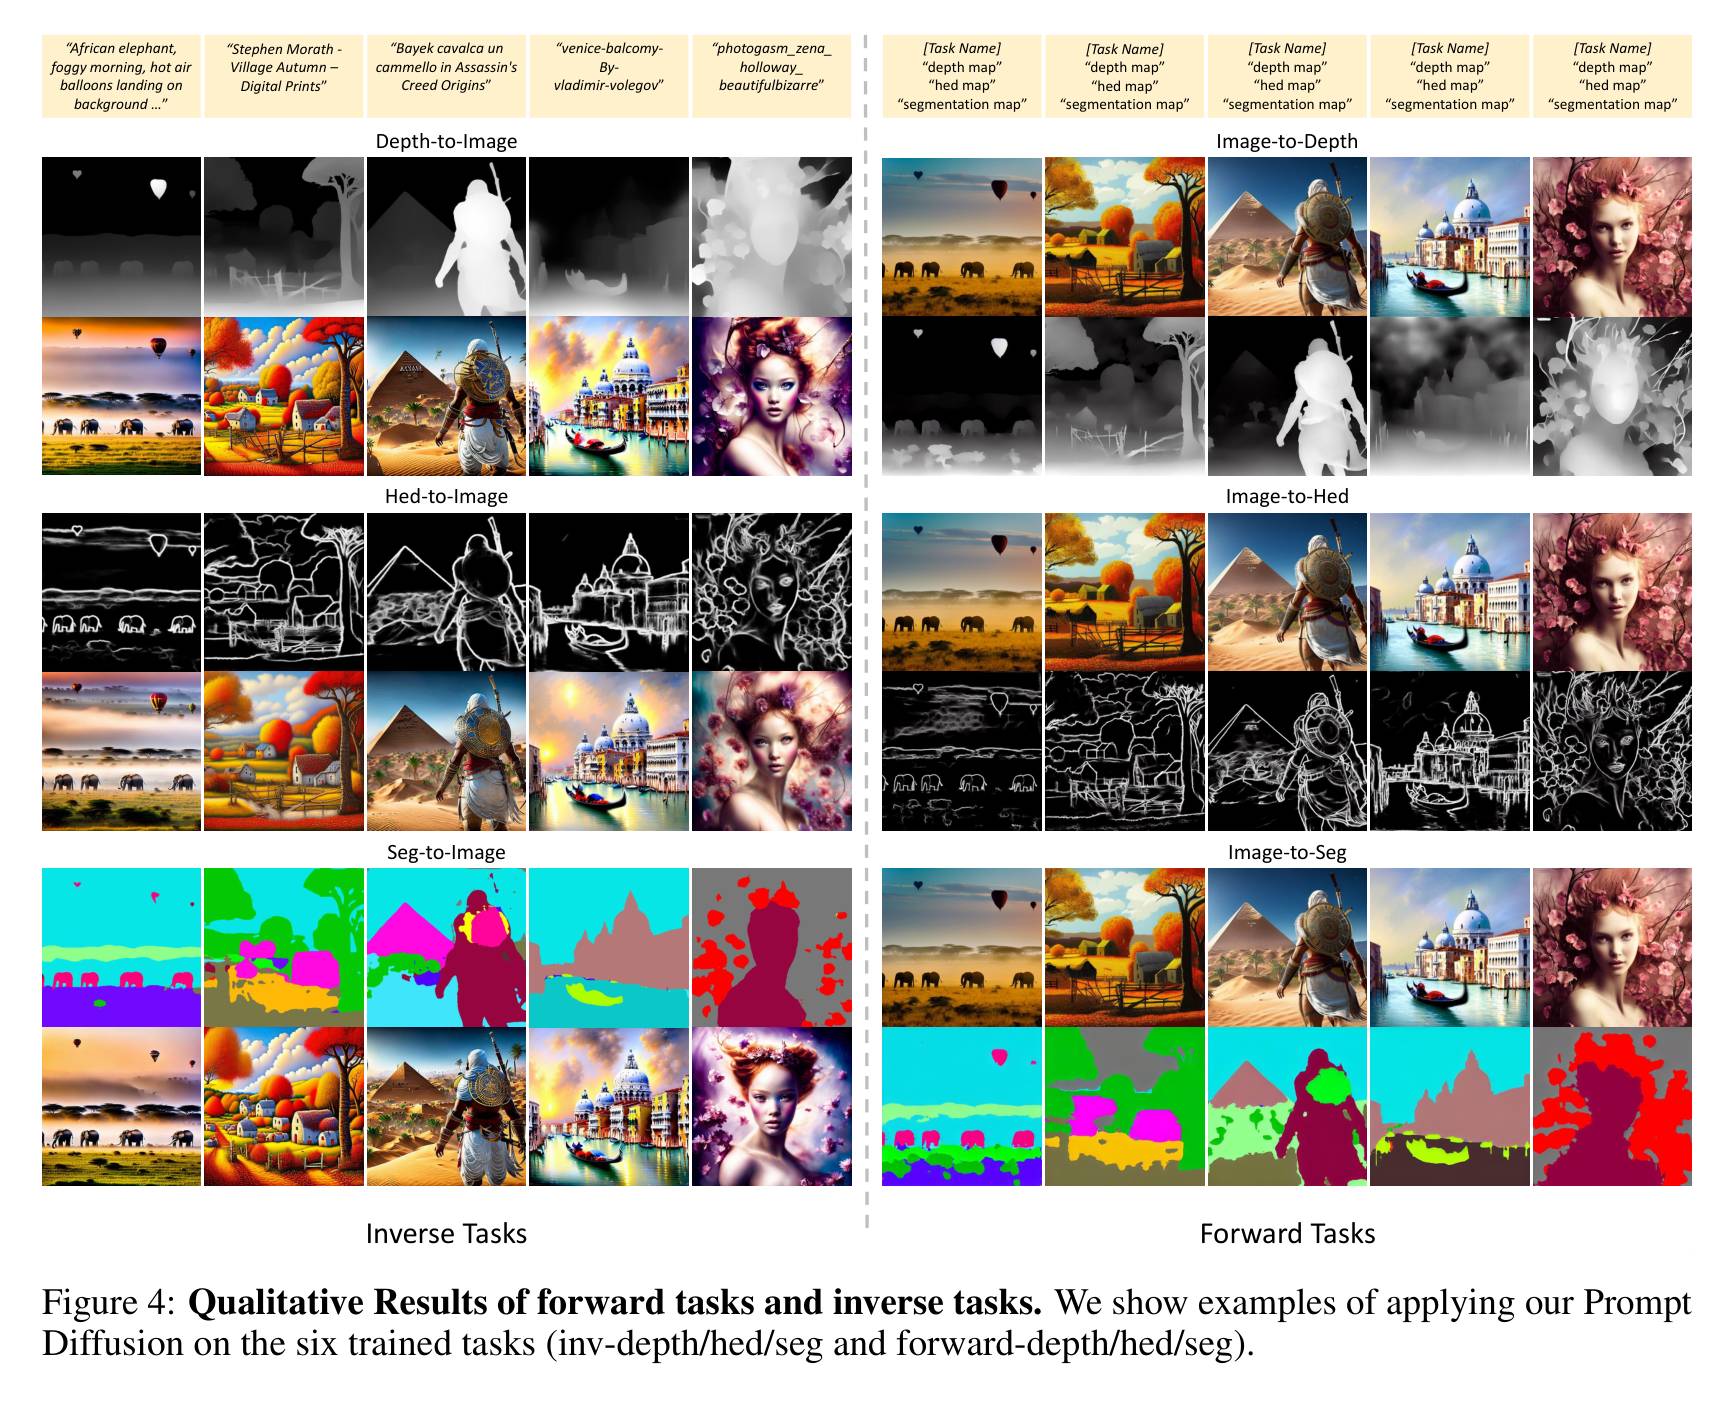 “African elephant,
foggy morning, hot air
balloons landing on
background …”
“Stephen Morath -
Village Autumn –
Digital Prints”
“Bayek cavalca un
cammello in Assassin's
Creed Origins”
“venice-balcomy-
By-
vladimir-volegov”
“photogasm_zena_
holloway_
beautifulbizarre”
[Task Name]
“depth map”
“hed map”
“segmentation map”
[Task Name]
“depth map”
“hed map”
“segmentation map”
[Task Name]
“depth map”
“hed map”
“segmentation map”
[Task Name]
“depth map”
“hed map”
“segmentation map”
[Task Name]
“depth map”
“hed map”
“segmentation map”
Depth-to-Image
Image-to-Depth
Hed-to-Image
Image-to-Hed
Seg-to-Image
Image-to-Seg
Inverse Tasks
Forward Tasks
Figure 4: Qualitative Results of forward tasks and inverse tasks. We show examples of applying our Prompt
Diffusion on the six trained tasks (inv-depth/hed/seg and forward-depth/hed/seg).